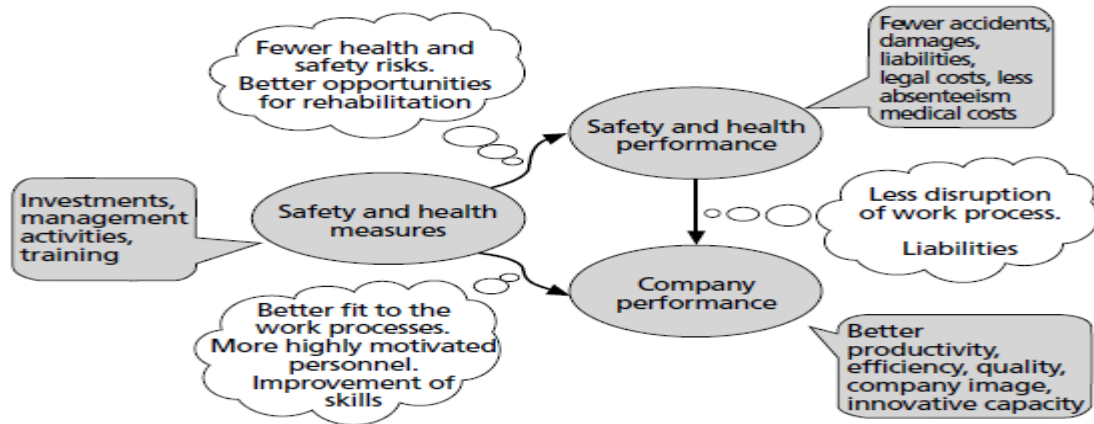 Fewer health and
safety risks.
Better opportunities
for rehabilitation
Fewer accidents,
damages,
liabilities,
legal costs, less
absenteeism
medical costs
Safety and health
performance
Investments,
management
activities,
training
Safety and health
measures
Less disruption
of work process.
Liabilities
Company
performance
Better fit to the
work processes.
More highly motivated
personnel.
Improvement of
skills
Better
productivity,
efficiency, quality,
company image,
innovative capacity